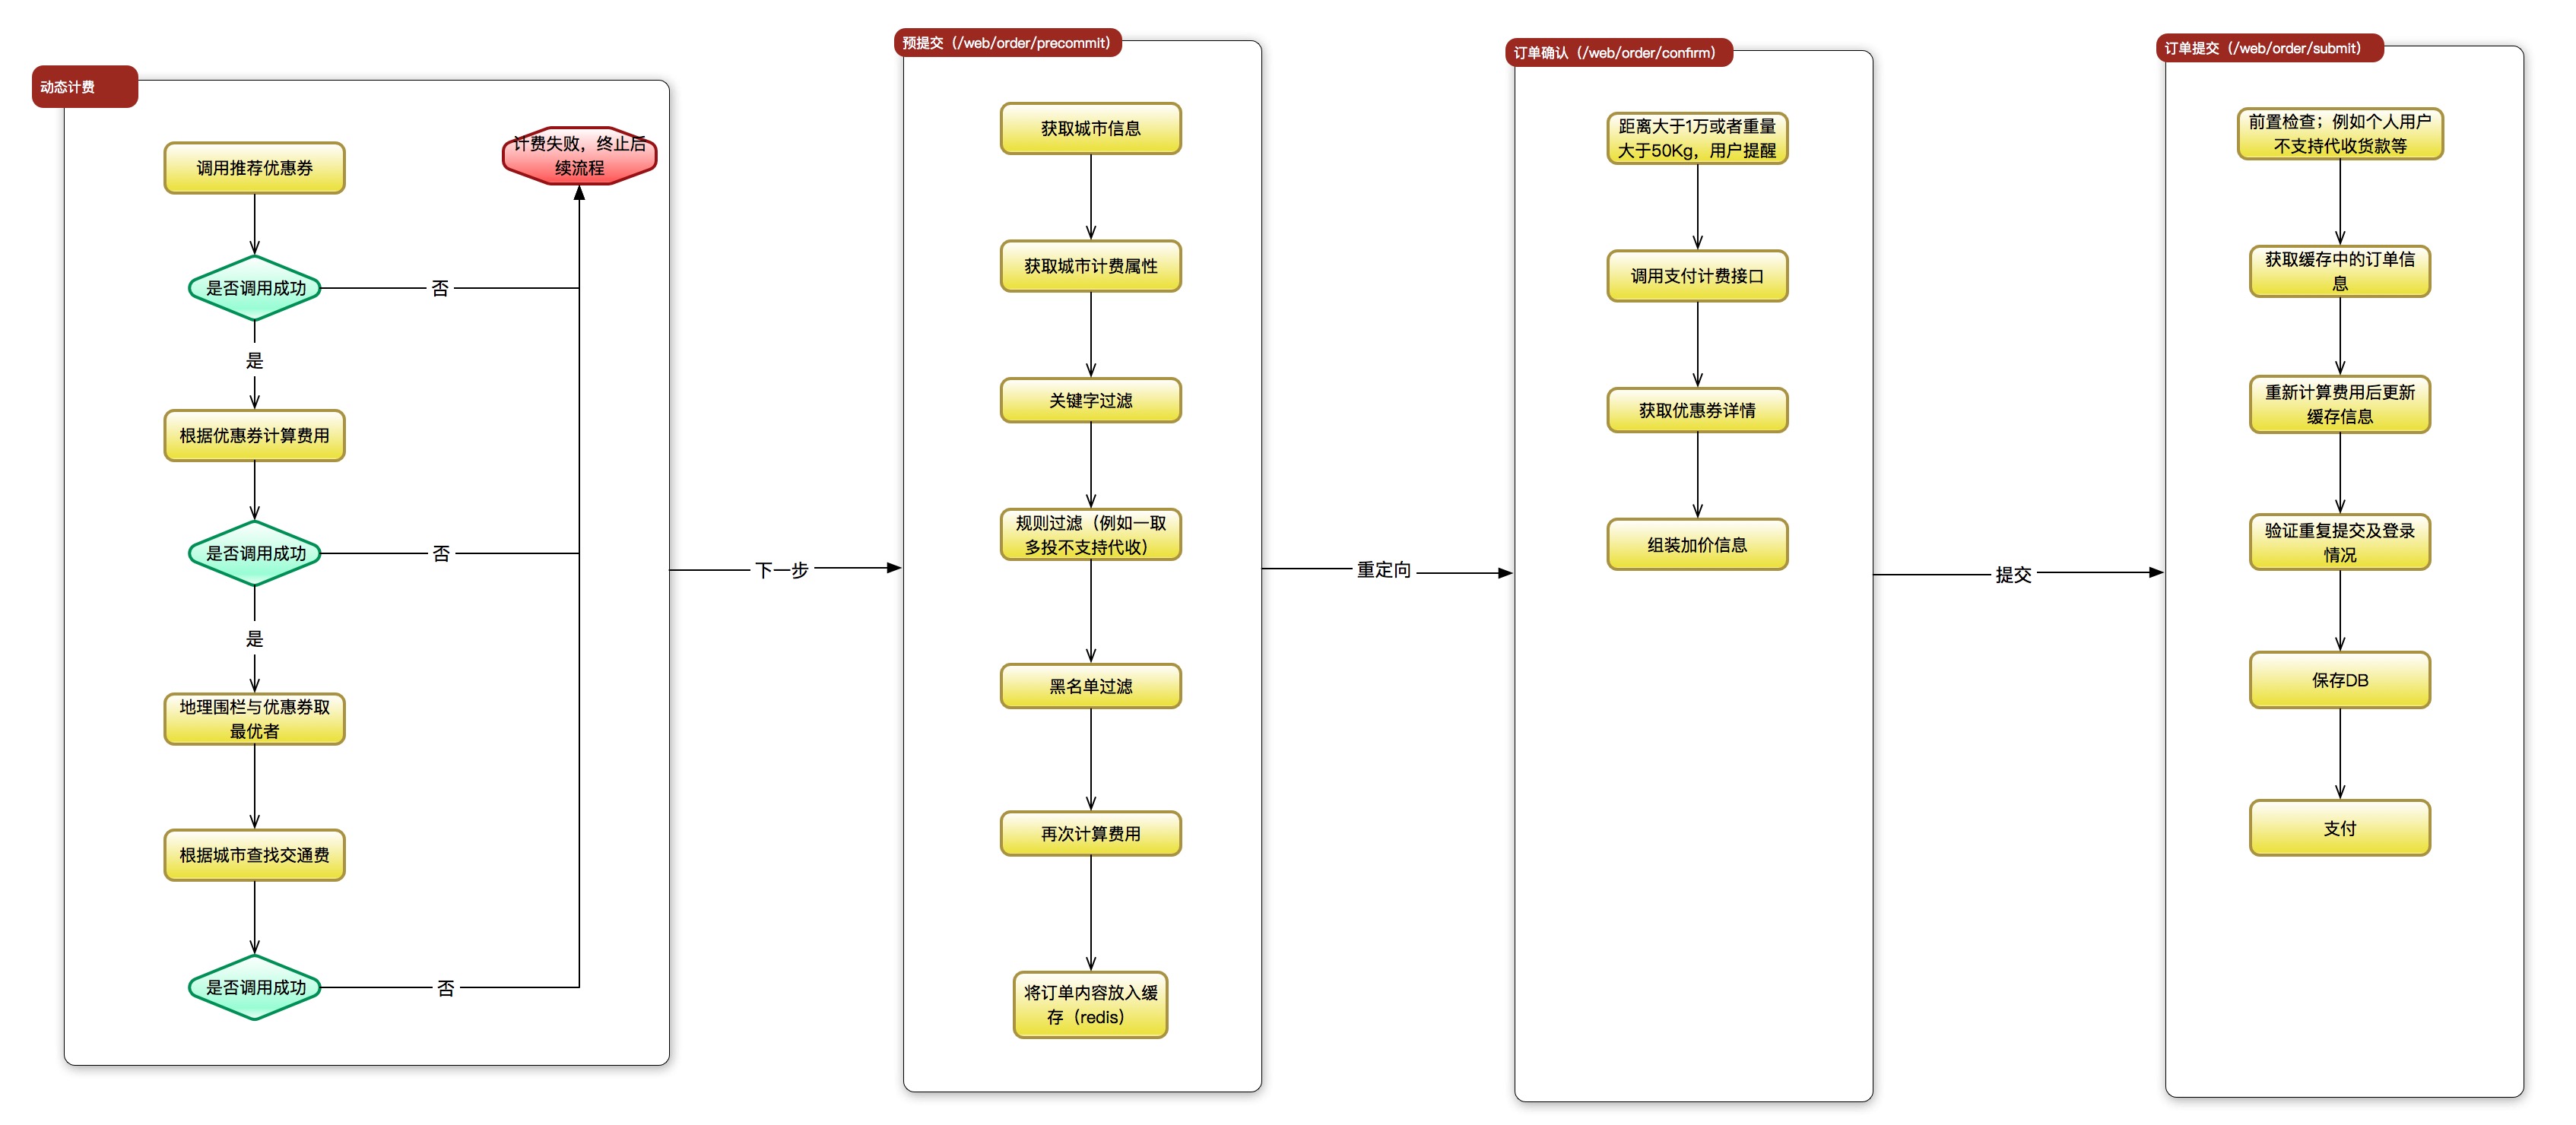 动态计费
调用推荐优惠券
计费失败，终止后
续流程
是否调用成功
否
是
根据优惠券计算费用
是否调用成功
否
是
地理围栏与优惠券取
最优者
根据城市查找交通费
是否调用成功
否
下一步
预提交（/web/order/precommit）
获取城市信息
获取城市计费属性
关键字过滤
规则过滤（例如一取
多投不支持代收）
黑名单过滤
再次计算费用
将订单内容放入缓
存（redis）
重定向
订单确认（/web/order/confirm）
距离大于1万或者重量
大于50Kg，用户提醒
调用支付计费接口
获取优惠券详情
组装加价信息
提交
订单提交（/web/order/submit）
前置检查；例如个人用户
不支持代收货款等
获取缓存中的订单信
息
重新计算费用后更新
缓存信息
验证重复提交及登录
情况
保存DB
支付